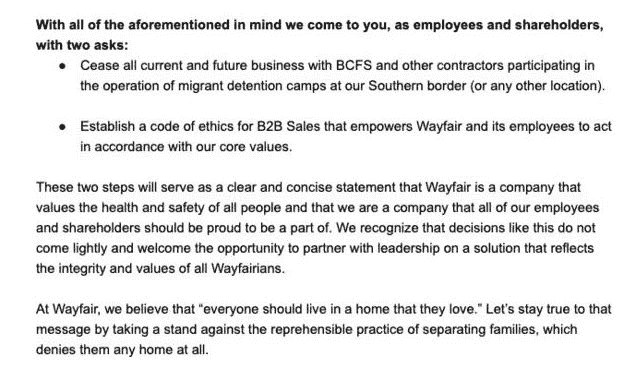 With all of the aforementioned in mind we come to you, as employees and shareholders,
with two asks:
● Cease all current and future business with BCFS and other contractors participating in
the operation of migrant detention camps at our Southern border (or any other location).
● Establish a code of ethics for B2B Sales that empowers Wayfair and its employees to act
in accordance with our core values.
These two steps will serve as a clear and concise statement that Wayfair is a company that
values the health and safety of all people and that we are a company that all of our employees
and shareholders should be proud to be a part of. We recognize that decisions like this do not
come lightly and welcome the opportunity to partner with leadership on a solution that reflects
the integrity and values of all Wayfairians.
At Wayfair, we believe that “everyone should live in a home that they love.” Let’s stay true to that
message by taking a stand against the reprehensible practice of separating families, which
denies them any home at all.